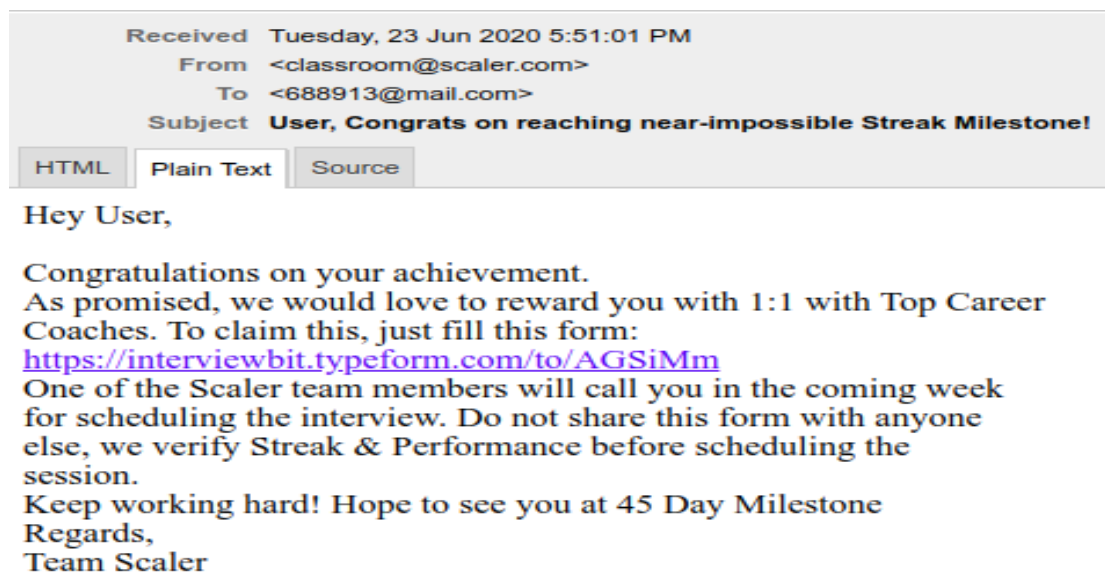 Received Tuesday, 23 Jun 2020 5:51:01 PM
From <classroom@scaler.com>
To <688913@mail.com>
Subject User, Congrats on reaching near-impossible Streak Milestone!
HTML Plain Text Source
Hey User,
Congratulations on your achievement.
As promised, we would love to reward you with 1:1 with Top Career
Coaches. To claim this, just fill this form:
https://interviewbit.typeform.com/to/AGSiMm
One of the Scaler team members will call you in the coming week
for scheduling the interview. Do not share this form with anyone
else, we verify Streak & Performance before scheduling the
session.
Keep working hard! Hope to see you at 45 Day Milestone
Regards,
Team Scaler